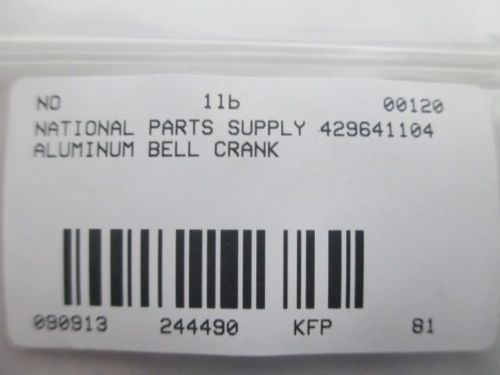 NO 1lb 00120
NATIONAL PARTS SUPPLY 429641104
ALUMINUM BELL CRANK
090913 244490 KFP 81